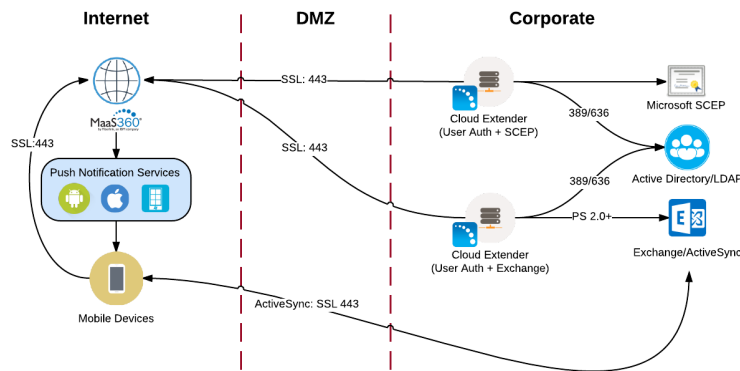 Internet
DMZ
Corporate
SSL: 443
MaaS360
Cloud Extender
(User Auth + SCEP)
Microsoft SCEP
389/636
SSL:443
SSL: 443
Push Notification Services
Active Directory/LDAP
389/636
PS 2.0+
Exchange/ActiveSync
Cloud Extender
(User Auth + Exchange)
ActiveSync: SSL 443
Mobile Devices